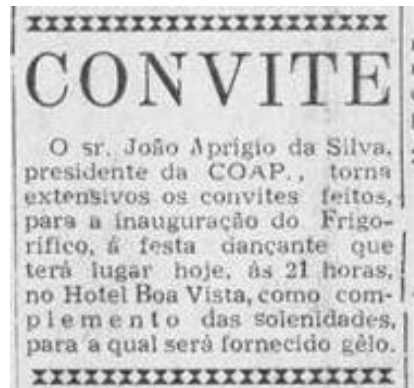 CONVITE
O sr. João Aprigio da Silva,
presidente da COAP., torna
extensivos os convites feitos,
para a inauguração do Frigo-
rifico, á festa dançante que
terá lugar hoje, ás 21 horas,
no Hotel Boa Vista, como com-
plemento das solenidades,
para a qual será fornecido gêlo.